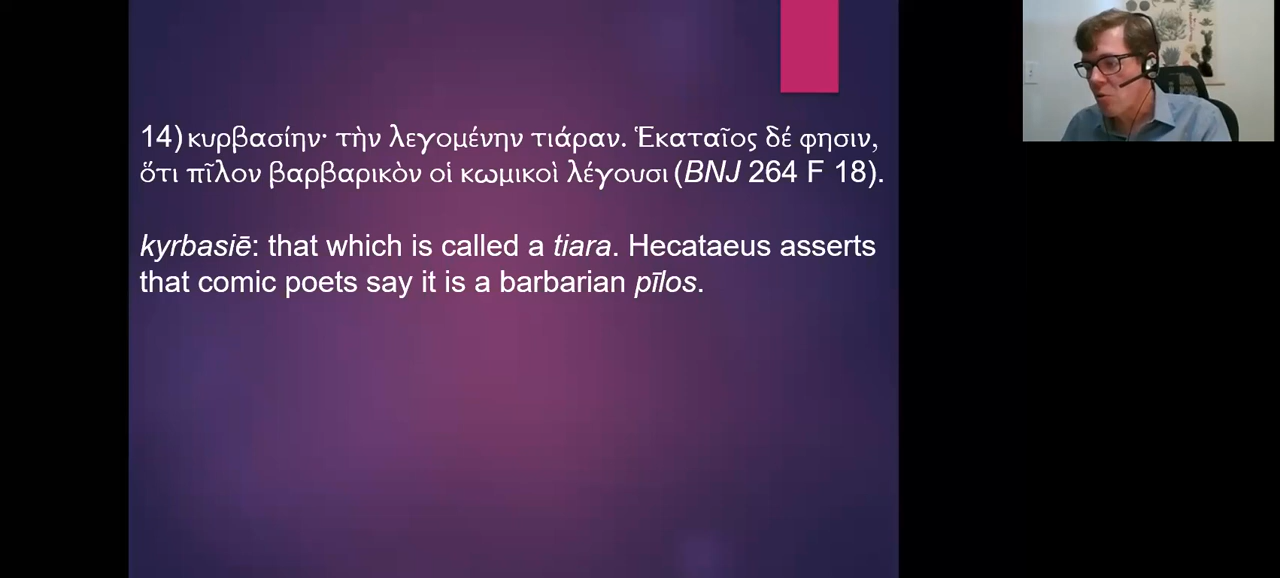 14) κυρβασίην· τὴν λεγομένην τιάραν. Ἑκαταῖος δέ φησιν,
ὅτι πῖλον βαρβαρικὸν οἱ κωμικοὶ λέγουσι (BNJ 264 F 18).
kyrbasiē: that which is called a tiara. Hecataeus asserts
that comic poets say it is a barbarian pīlos.